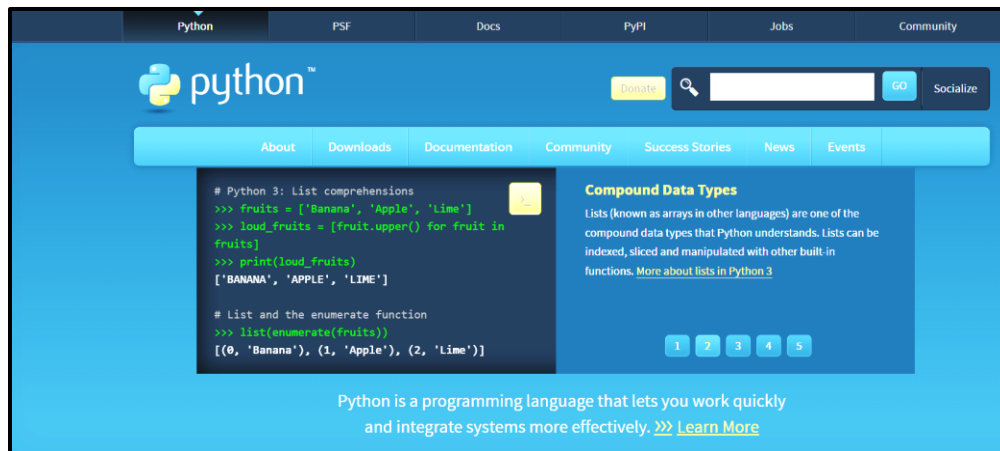 Python PSF Docs PyPI Jobs Community
python™
Donate GO Socialize
About Downloads Documentation Community Success Stories News Events
# Python 3: List comprehensions
>>> fruits = ['Banana', 'Apple', 'Lime']
>>> loud_fruits = [fruit.upper() for fruit in
fruits]
>>> print(loud_fruits)
['BANANA', 'APPLE', 'LIME']
# List and the enumerate function
>>> list(enumerate(fruits))
[(0, 'Banana'), (1, 'Apple'), (2, 'Lime')]
>_
Compound Data Types
Lists (known as arrays in other languages) are one of the
compound data types that Python understands. Lists can be
indexed, sliced and manipulated with other built-in
functions. More about lists in Python 3
1 2 3 4 5
Python is a programming language that lets you work quickly
and integrate systems more effectively. >>> Learn More